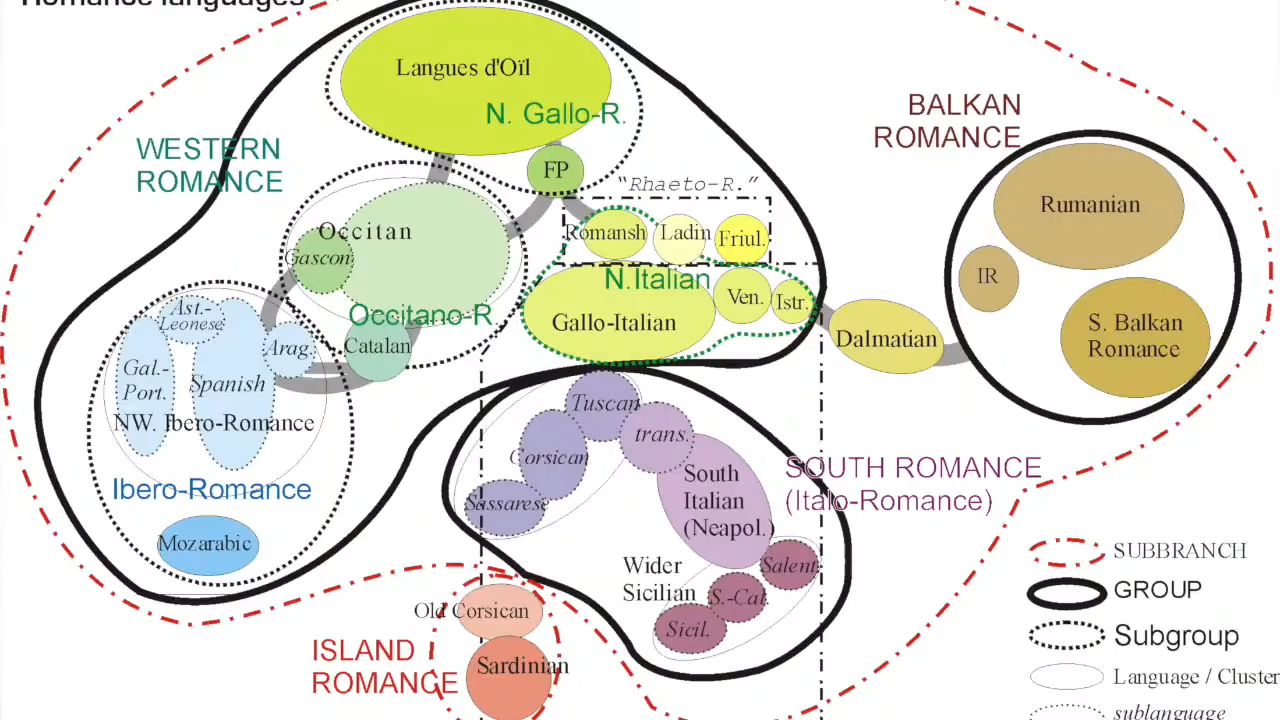 Romance languages
Langues d'Oïl
N. Gallo-R.
FP
"Rhaeto-R."
BALKAN
ROMANCE
WESTERN
ROMANCE
Occitan
Gascon
Occitano-R.
Catalan
Romansh
Ladin
Friul.
N.Italian
Ven.
Istr.
Gallo-Italian
Dalmatian
Rumanian
IR
S. Balkan
Romance
Ast.-
Leonese
Arag.
Gal.-
Port.
Spanish
NW. Ibero-Romance
Ibero-Romance
Mozarabic
Tuscan
trans.
Corsican
Sassarese
South
Italian
(Neapol.)
SOUTH ROMANCE
(Italo-Romance)
Wider
Sicilian
Salent.
S.-Cal.
Sicil.
Old Corsican
Sardinian
ISLAND
ROMANCE
SUBBRANCH
GROUP
Subgroup
Language / Cluster
sublanguage